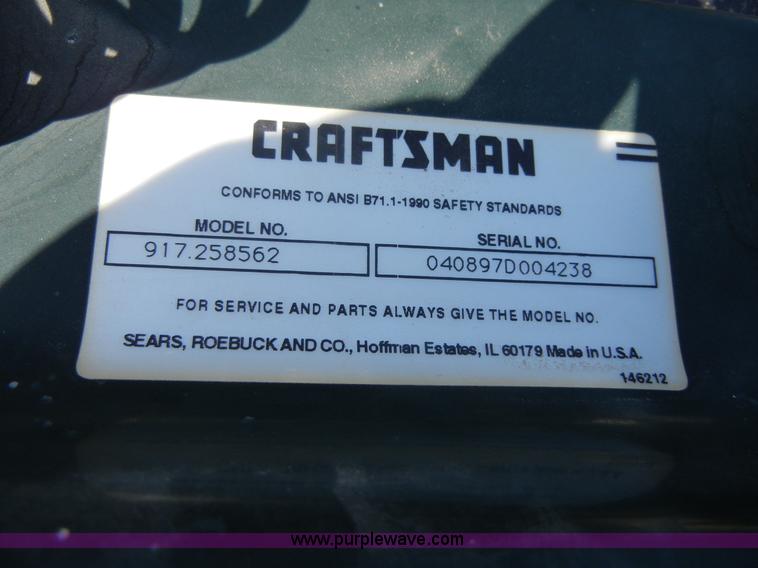 CRAFTSMAN
CONFORMS TO ANSI B71.1-1990 SAFETY STANDARDS
MODEL NO. SERIAL NO.
917.258562 040897D004238
FOR SERVICE AND PARTS ALWAYS GIVE THE MODEL NO.
SEARS, ROEBUCK AND CO., Hoffman Estates, IL 60179 Made in U.S.A.
146212
www.purplewave.com